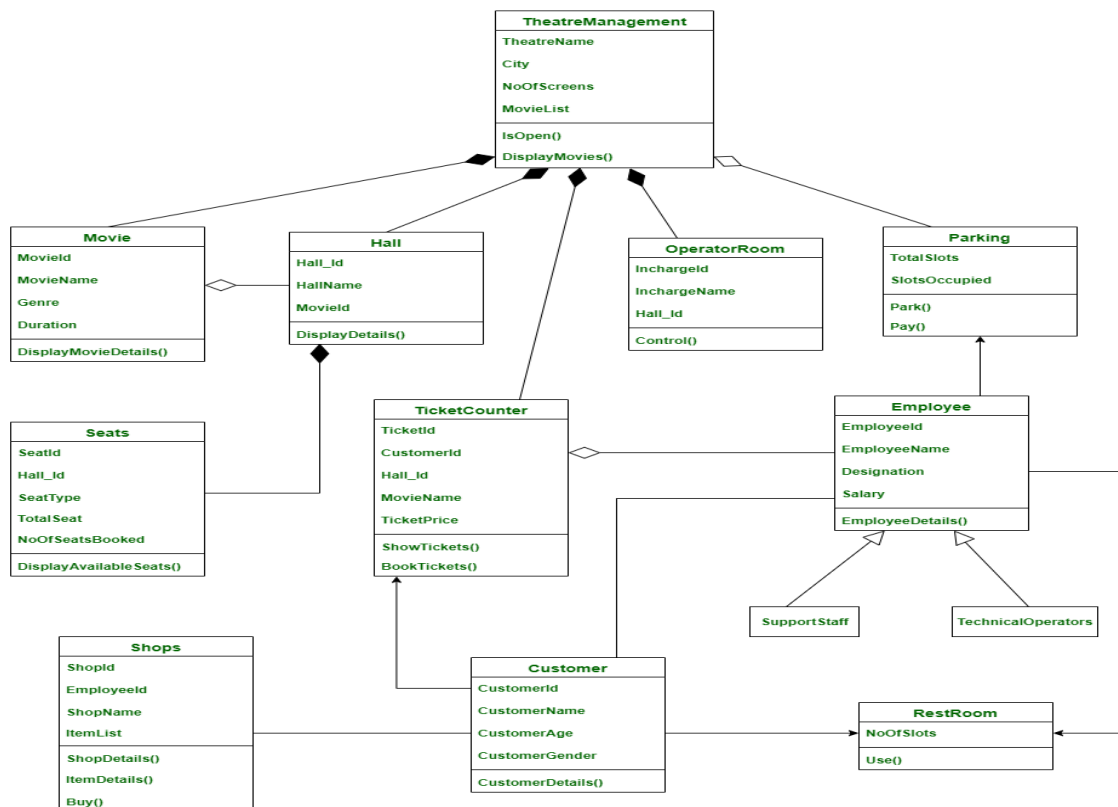 TheatreManagement
TheatreName
City
NoOfScreens
MovieList
IsOpen()
DisplayMovies()
Movie
MovieId
MovieName
Genre
Duration
DisplayMovieDetails()
Hall
Hall_Id
HallName
MovieId
DisplayDetails()
OperatorRoom
InchargeId
InchargeName
Hall_Id
Control()
Parking
TotalSlots
SlotsOccupied
Park()
Pay()
Seats
SeatId
Hall_Id
SeatType
TotalSeat
NoOfSeatsBooked
DisplayAvailableSeats()
TicketCounter
TicketId
CustomerId
Hall_Id
MovieName
TicketPrice
ShowTickets()
BookTickets()
Employee
EmployeeId
EmployeeName
Designation
Salary
EmployeeDetails()
SupportStaff
TechnicalOperators
Shops
ShopId
EmployeeId
ShopName
ItemList
ShopDetails()
ItemDetails()
Buy()
Customer
CustomerId
CustomerName
CustomerAge
CustomerGender
CustomerDetails()
RestRoom
NoOfSlots
Use()